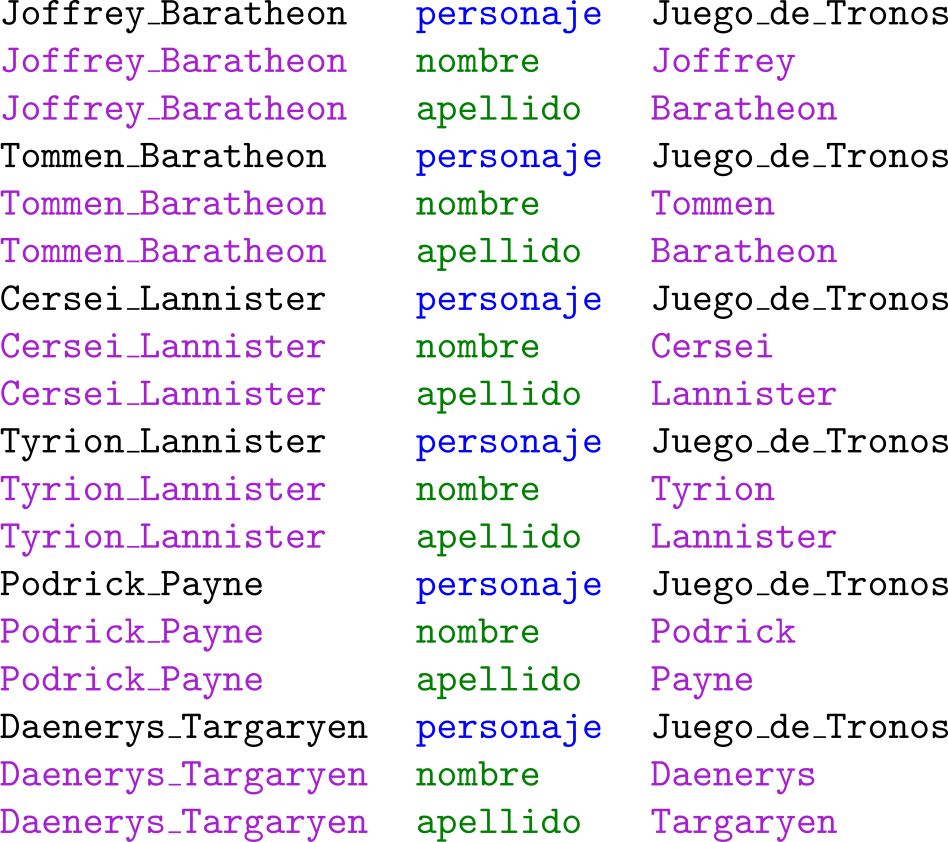 Joffrey_Baratheon personaje Juego_de_Tronos
Joffrey_Baratheon nombre Joffrey
Joffrey_Baratheon apellido Baratheon
Tommen_Baratheon personaje Juego_de_Tronos
Tommen_Baratheon nombre Tommen
Tommen_Baratheon apellido Baratheon
Cersei_Lannister personaje Juego_de_Tronos
Cersei_Lannister nombre Cersei
Cersei_Lannister apellido Lannister
Tyrion_Lannister personaje Juego_de_Tronos
Tyrion_Lannister nombre Tyrion
Tyrion_Lannister apellido Lannister
Podrick_Payne personaje Juego_de_Tronos
Podrick_Payne nombre Podrick
Podrick_Payne apellido Payne
Daenerys_Targaryen personaje Juego_de_Tronos
Daenerys_Targaryen nombre Daenerys
Daenerys_Targaryen apellido Targaryen